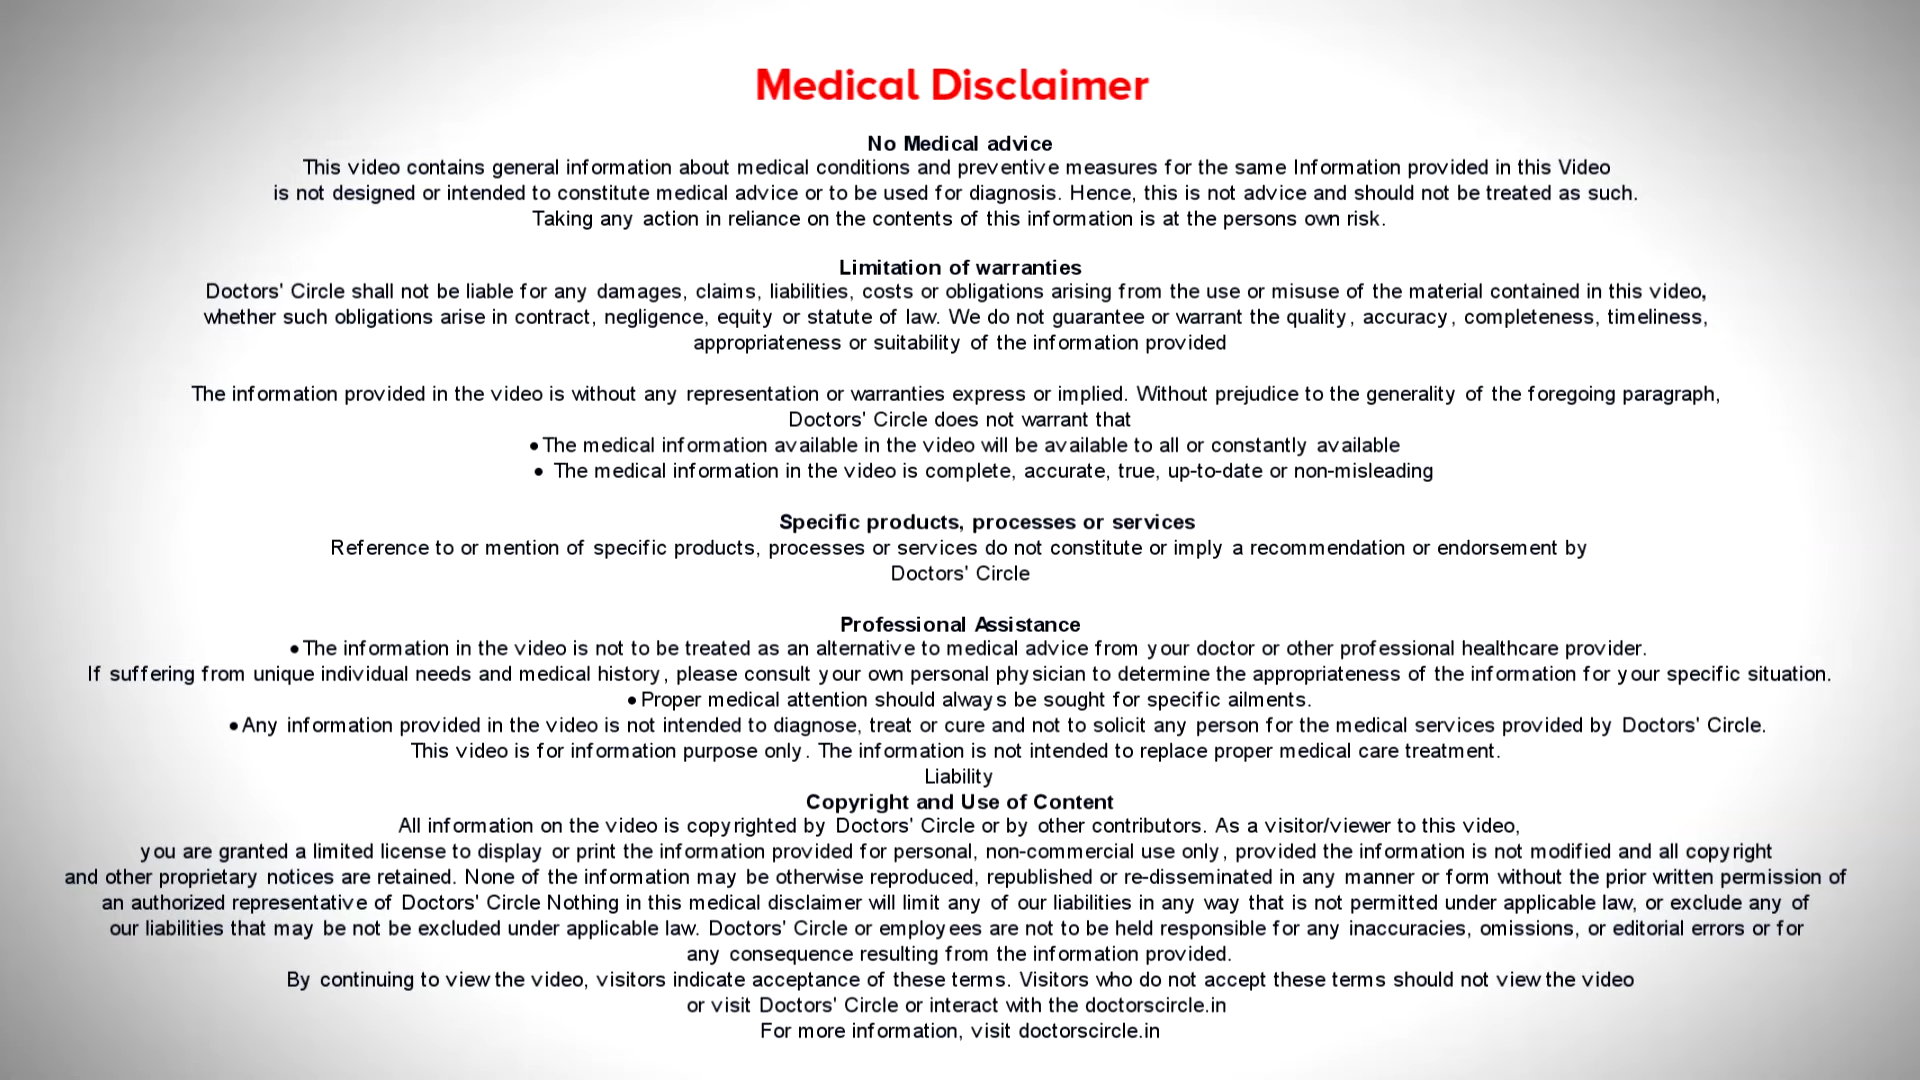 Medical Disclaimer
No Medical advice
This video contains general information about medical conditions and preventive measures for the same Information provided in this Video
is not designed or intended to constitute medical advice or to be used for diagnosis. Hence, this is not advice and should not be treated as such.
Taking any action in reliance on the contents of this information is at the persons own risk.
Limitation of warranties
Doctors' Circle shall not be liable for any damages, claims, liabilities, costs or obligations arising from the use or misuse of the material contained in this video,
whether such obligations arise in contract, negligence, equity or statute of law. We do not guarantee or warrant the quality, accuracy, completeness, timeliness,
appropriateness or suitability of the information provided
The information provided in the video is without any representation or warranties express or implied. Without prejudice to the generality of the foregoing paragraph,
Doctors' Circle does not warrant that
• The medical information available in the video will be available to all or constantly available
• The medical information in the video is complete, accurate, true, up-to-date or non-misleading
Specific products, processes or services
Reference to or mention of specific products, processes or services do not constitute or imply a recommendation or endorsement by
Doctors' Circle
Professional Assistance
• The information in the video is not to be treated as an alternative to medical advice from your doctor or other professional healthcare provider.
If suffering from unique individual needs and medical history, please consult your own personal physician to determine the appropriateness of the information for your specific situation.
• Proper medical attention should always be sought for specific ailments.
• Any information provided in the video is not intended to diagnose, treat or cure and not to solicit any person for the medical services provided by Doctors' Circle.
This video is for information purpose only. The information is not intended to replace proper medical care treatment.
Liability
Copyright and Use of Content
All information on the video is copyrighted by Doctors' Circle or by other contributors. As a visitor/viewer to this video,
you are granted a limited license to display or print the information provided for personal, non-commercial use only, provided the information is not modified and all copyright
and other proprietary notices are retained. None of the information may be otherwise reproduced, republished or re-disseminated in any manner or form without the prior written permission of
an authorized representative of Doctors' Circle Nothing in this medical disclaimer will limit any of our liabilities in any way that is not permitted under applicable law, or exclude any of
our liabilities that may be not be excluded under applicable law. Doctors' Circle or employees are not to be held responsible for any inaccuracies, omissions, or editorial errors or for
any consequence resulting from the information provided.
By continuing to view the video, visitors indicate acceptance of these terms. Visitors who do not accept these terms should not view the video
or visit Doctors' Circle or interact with the doctorscircle.in
For more information, visit doctorscircle.in